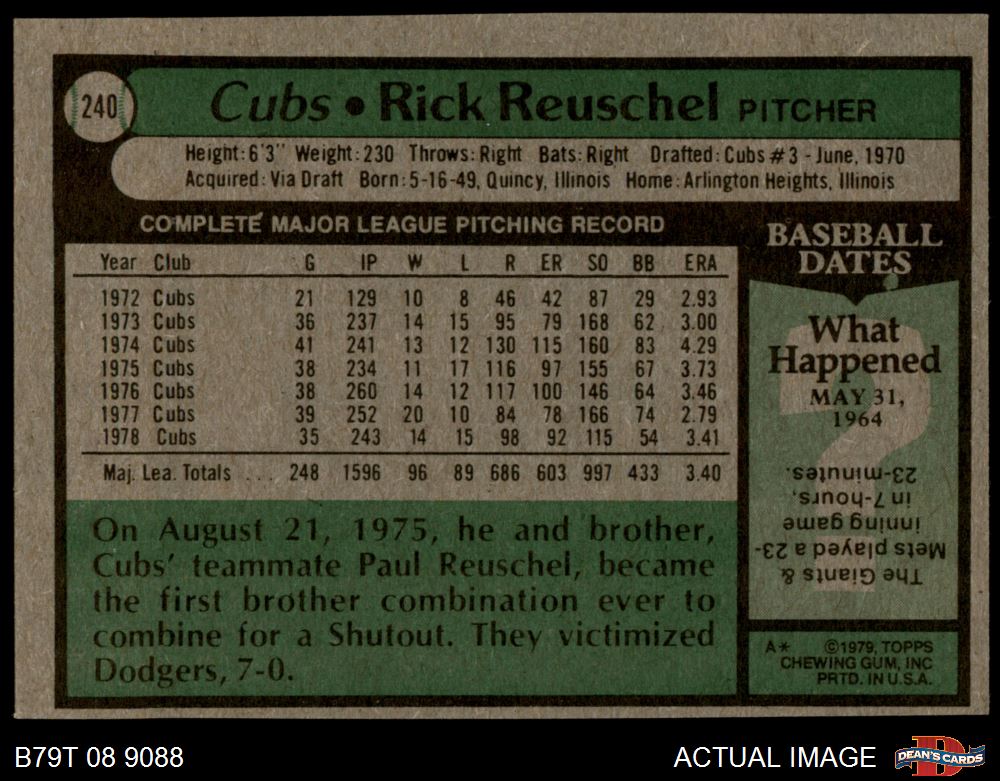 240
Cubs • Rick Reuschel PITCHER
Height: 6'3" Weight: 230 Throws: Right Bats: Right Drafted: Cubs #3 - June, 1970
Acquired: Via Draft Born: 5-16-49, Quincy, Illinois Home: Arlington Heights, Illinois
COMPLETE MAJOR LEAGUE PITCHING RECORD
Year Club G IP W L R ER SO BB ERA
1972 Cubs 21 129 10 8 46 42 87 29 2.93
1973 Cubs 36 237 14 15 95 79 168 62 3.00
1974 Cubs 41 241 13 12 130 115 160 83 4.29
1975 Cubs 38 234 11 17 116 97 155 67 3.73
1976 Cubs 38 260 14 12 117 100 146 64 3.46
1977 Cubs 39 252 20 10 84 78 166 74 2.79
1978 Cubs 35 243 14 15 98 92 115 54 3.41
Maj. Lea. Totals ... 248 1596 96 89 686 603 997 433 3.40
On August 21, 1975, he and brother,
Cubs' teammate Paul Reuschel, became
the first brother combination ever to
combine for a Shutout. They victimized
Dodgers, 7-0.
BASEBALL
DATES
What
Happened
MAY 31,
1964
?
The Giants &
Mets played a 23-
inning game
in 7-hours,
23-minutes.
A* ©1979, TOPPS
CHEWING GUM, INC
PRTD. IN U.S.A.
B79T 08 9088
ACTUAL IMAGE
D
DEAN'S CARDS